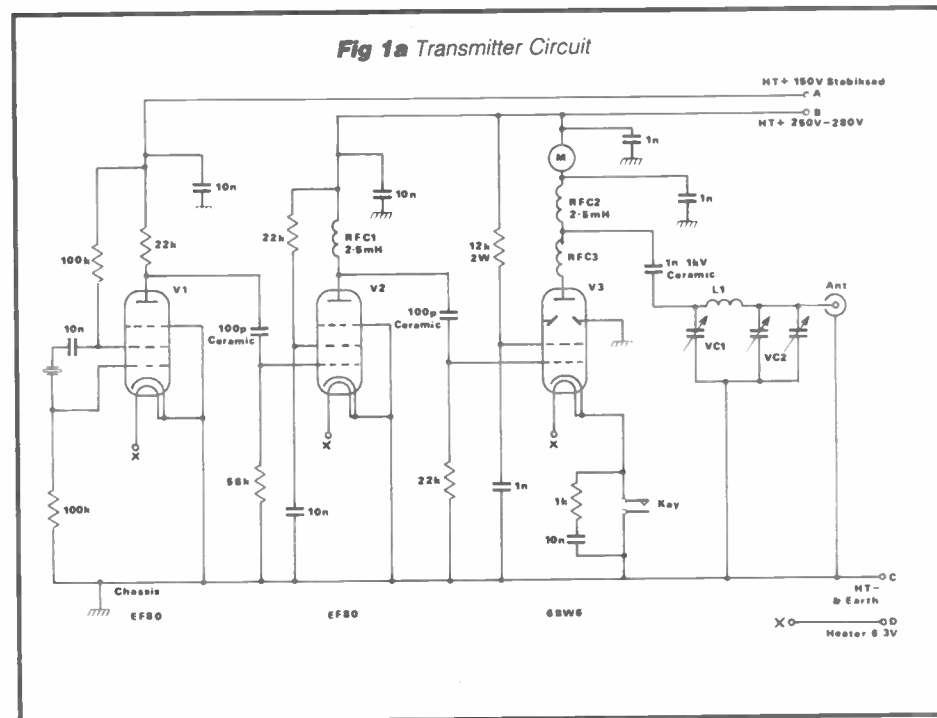 Fig 1a Transmitter Circuit
HT+ 150V Stabilised
A
B
HT+ 250V-280V
1n
M
10n
10n
RFC2
2·5mH
1n
22k
22k
RFC1
2·5mH
12k
2W
100k
RFC3
1n 1kV
Ceramic
L1
Ant
V1
V2
V3
10n
100p
Ceramic
100p
Ceramic
VC1
VC2
X
X
X
56k
22k
1n
1k
Key
100k
10n
10n
Chassis
C
HT-
& Earth
EF80
EF80
6BW6
X
D
Heater 6 3V